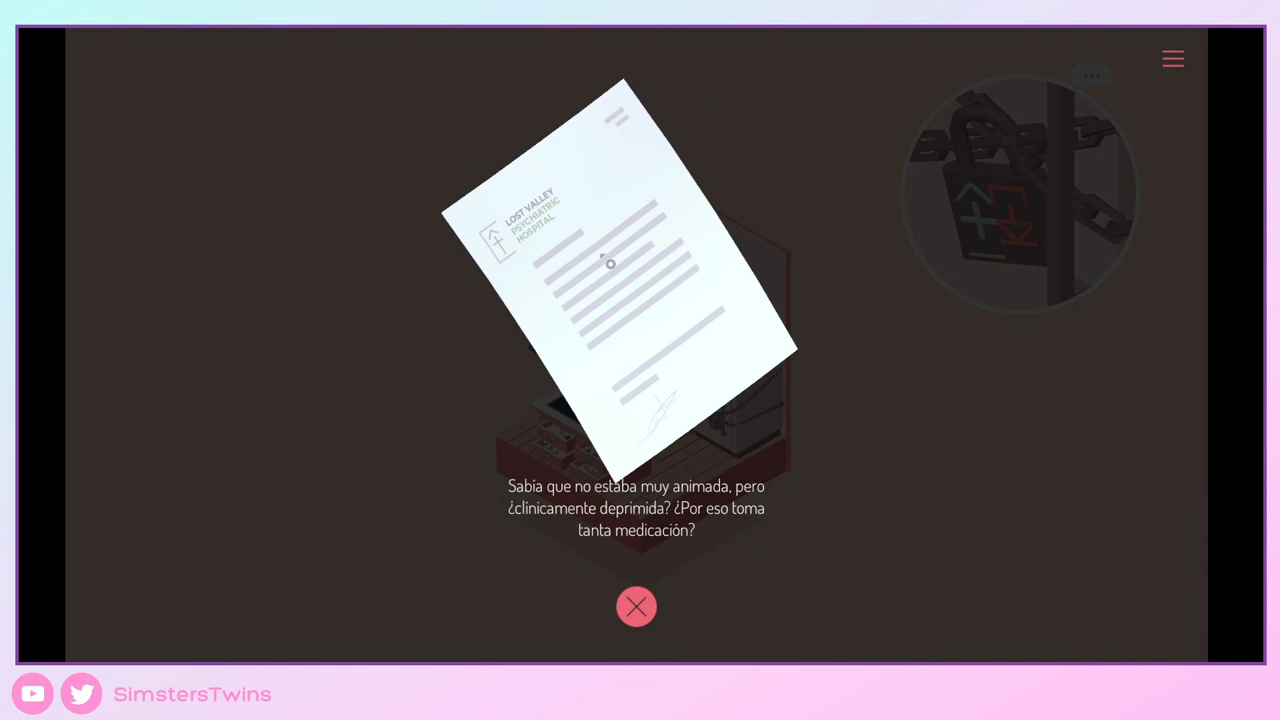 LOST VALLEY
PSYCHIATRIC
HOSPITAL
Sabía que no estaba muy animada, pero
¿clínicamente deprimida? ¿Por eso toma
tanta medicación?
SimstersTwins